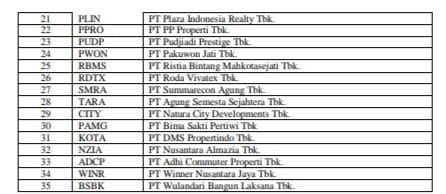 21 PLIN PT Plaza Indonesia Realty Tbk.
22 PPRO PT PP Properti Tbk.
23 PUDP PT Pudjiadi Prestige Tbk.
24 PWON PT Pakuwon Jati Tbk.
25 RBMS PT Ristia Bintang Mahkotasejati Tbk.
26 RDTX PT Roda Vivatex Tbk.
27 SMRA PT Summarecon Agung Tbk.
28 TARA PT Agung Semesta Sejahtera Tbk.
29 CITY PT Natura City Developments Tbk.
30 PAMG PT Bima Sakti Pertiwi Tbk
31 KOTA PT DMS Propertindo Tbk.
32 NZIA PT Nusantara Almazia Tbk.
33 ADCP PT Adhi Commuter Properti Tbk.
34 WINR PT Winner Nusantara Jaya Tbk.
35 BSBK PT Wulandari Bangun Laksana Tbk.